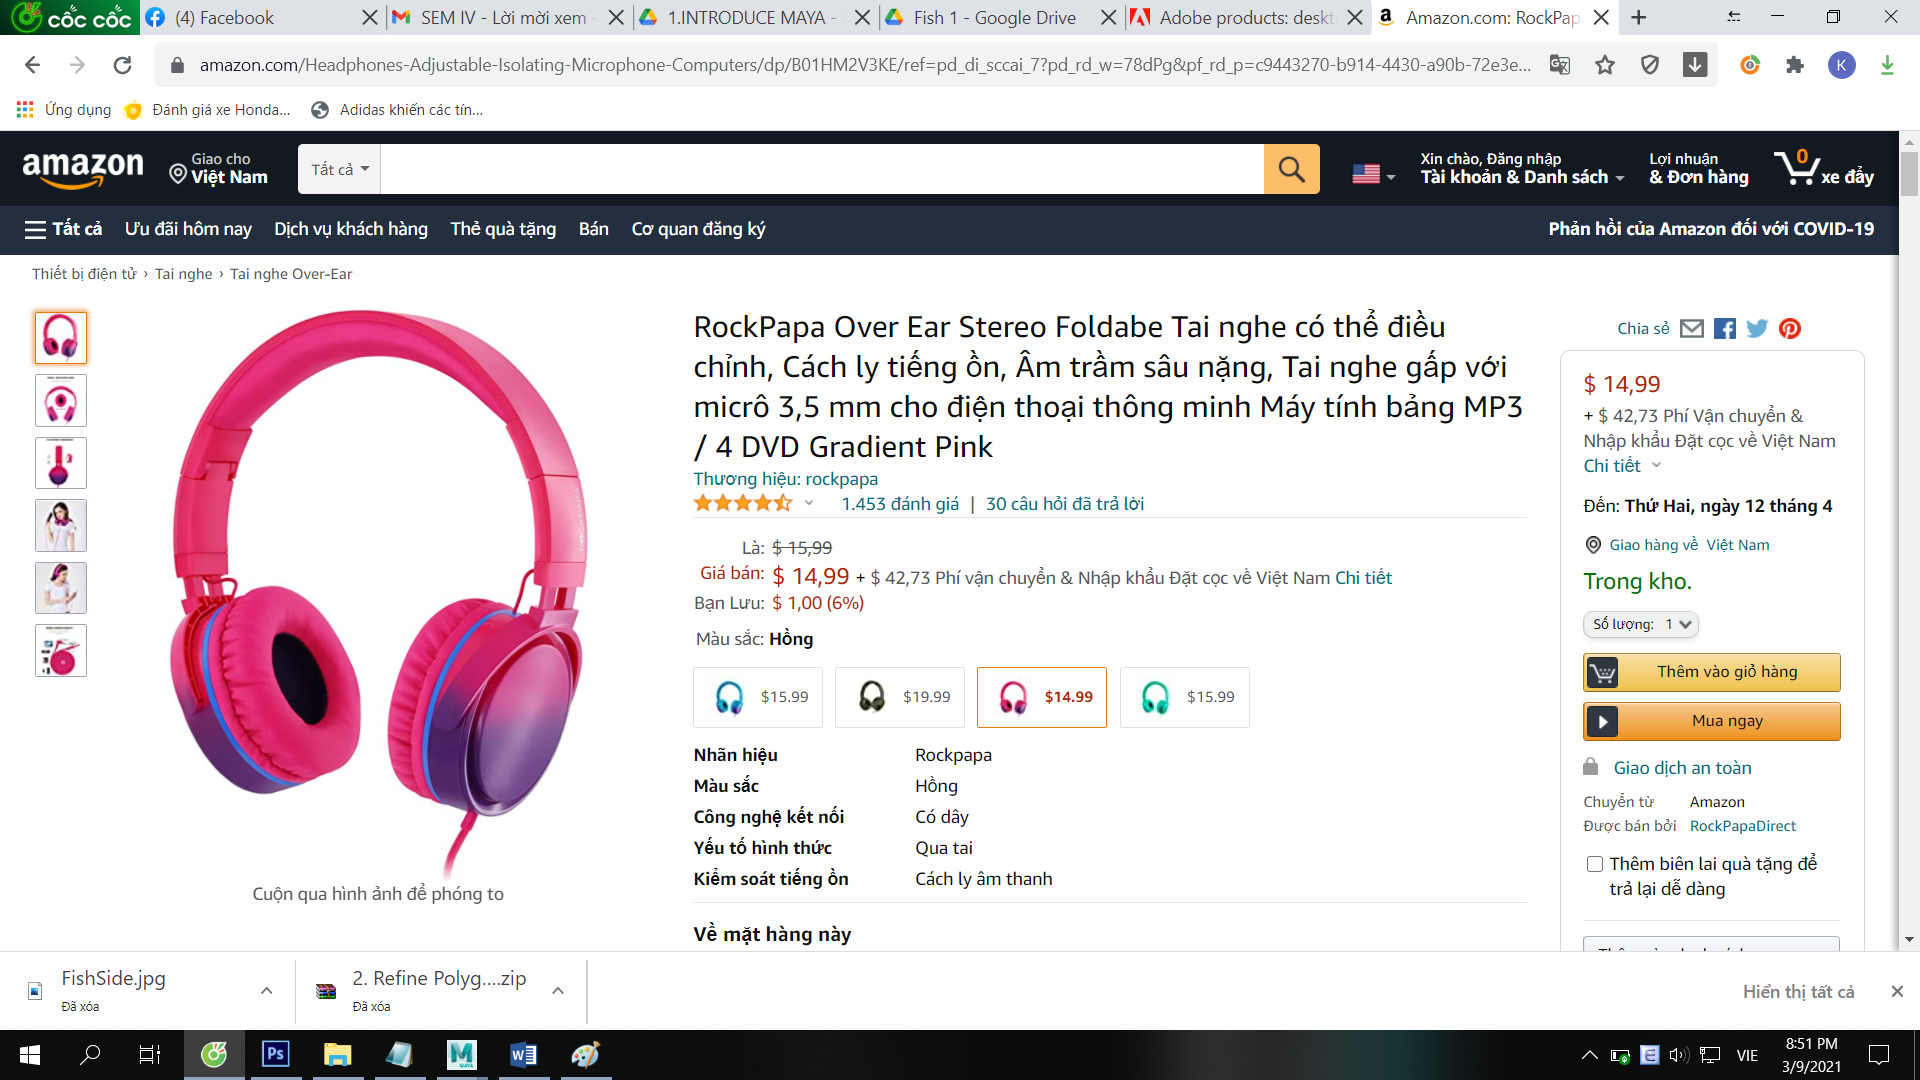 cốc cốc
(4) Facebook
SEM IV - Lời mời xem -
1.INTRODUCE MAYA -
Fish 1 - Google Drive
Adobe products: deskt
Amazon.com: RockPap
amazon.com/Headphones-Adjustable-Isolating-Microphone-Computers/dp/B01HM2V3KE/ref=pd_di_sccai_7?pd_rd_w=78dPg&pf_rd_p=c9443270-b914-4430-a90b-72e3e...
K
Ứng dụng
Đánh giá xe Honda...
Adidas khiến các tín...
amazon
Giao cho
Việt Nam
Tất cả
Xin chào, Đăng nhập
Tài khoản & Danh sách
Lợi nhuận
& Đơn hàng
0
xe đẩy
Tất cả
Ưu đãi hôm nay
Dịch vụ khách hàng
Thẻ quà tặng
Bán
Cơ quan đăng ký
Phản hồi của Amazon đối với COVID-19
Thiết bị điện tử › Tai nghe › Tai nghe Over-Ear
ROCKPAPA
Cuộn qua hình ảnh để phóng to
RockPapa Over Ear Stereo Foldabe Tai nghe có thể điều
chỉnh, Cách ly tiếng ồn, Âm trầm sâu nặng, Tai nghe gấp với
micrô 3,5 mm cho điện thoại thông minh Máy tính bảng MP3
/ 4 DVD Gradient Pink
Thương hiệu: rockpapa
1.453 đánh giá | 30 câu hỏi đã trả lời
Là: $ 15,99
Giá bán: $ 14,99 + $ 42,73 Phí vận chuyển & Nhập khẩu Đặt cọc về Việt Nam Chi tiết
Bạn Lưu: $ 1,00 (6%)
Màu sắc: Hồng
$15.99
$19.99
$14.99
$15.99
Nhãn hiệu Rockpapa
Màu sắc Hồng
Công nghệ kết nối Có dây
Yếu tố hình thức Qua tai
Kiểm soát tiếng ồn Cách ly âm thanh
Về mặt hàng này
Chia sẻ
$ 14,99
+ $ 42,73 Phí Vận chuyển &
Nhập khẩu Đặt cọc về Việt Nam
Chi tiết
Đến: Thứ Hai, ngày 12 tháng 4
Giao hàng về Việt Nam
Trong kho.
Số lượng: 1
Thêm vào giỏ hàng
Mua ngay
Giao dịch an toàn
Chuyển từ Amazon
Được bán bởi RockPapaDirect
Thêm biên lai quà tặng để
trả lại dễ dàng
FishSide.jpg
Đã xóa
2. Refine Polyg....zip
Đã xóa
Hiển thị tất cả
Ps
M
MAYA
W
E
VIE
8:51 PM
3/9/2021